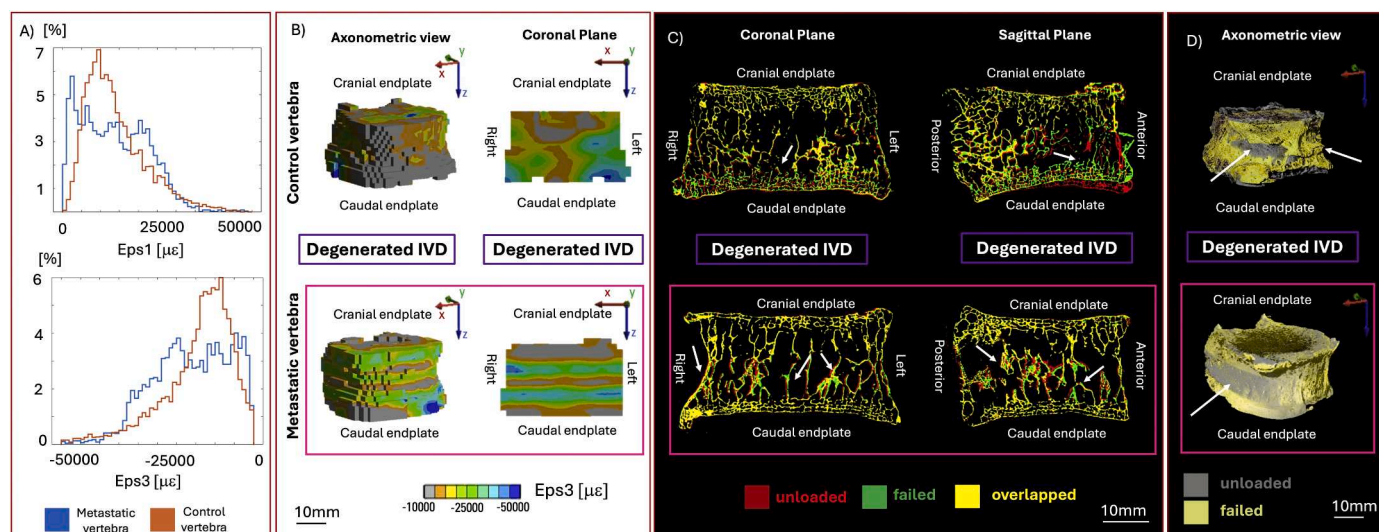 A)
[%]
7
5
3
1
0
25000
50000
Eps1 [με]
[%]
6
4
2
0
-50000
-25000
0
Eps3 [με]
Metastatic vertebra
Control vertebra
B)
Axonometric view
Coronal Plane
Control vertebra
Cranial endplate
Cranial endplate
x
y
z
x
y
z
Right
Left
Caudal endplate
Caudal endplate
Degenerated IVD
Degenerated IVD
Metastatic vertebra
Cranial endplate
Cranial endplate
x
y
z
x
y
z
Right
Left
Caudal endplate
Caudal endplate
10mm
-10000
-25000
-50000
Eps3 [με]
C)
Coronal Plane
Sagittal Plane
Cranial endplate
Cranial endplate
Right
Left
Posterior
Anterior
Caudal endplate
Caudal endplate
Degenerated IVD
Degenerated IVD
Cranial endplate
Cranial endplate
Right
Left
Posterior
Anterior
Caudal endplate
Caudal endplate
unloaded
failed
overlapped
10mm
D)
Axonometric view
Cranial endplate
Caudal endplate
Degenerated IVD
Cranial endplate
Caudal endplate
unloaded
failed
10mm